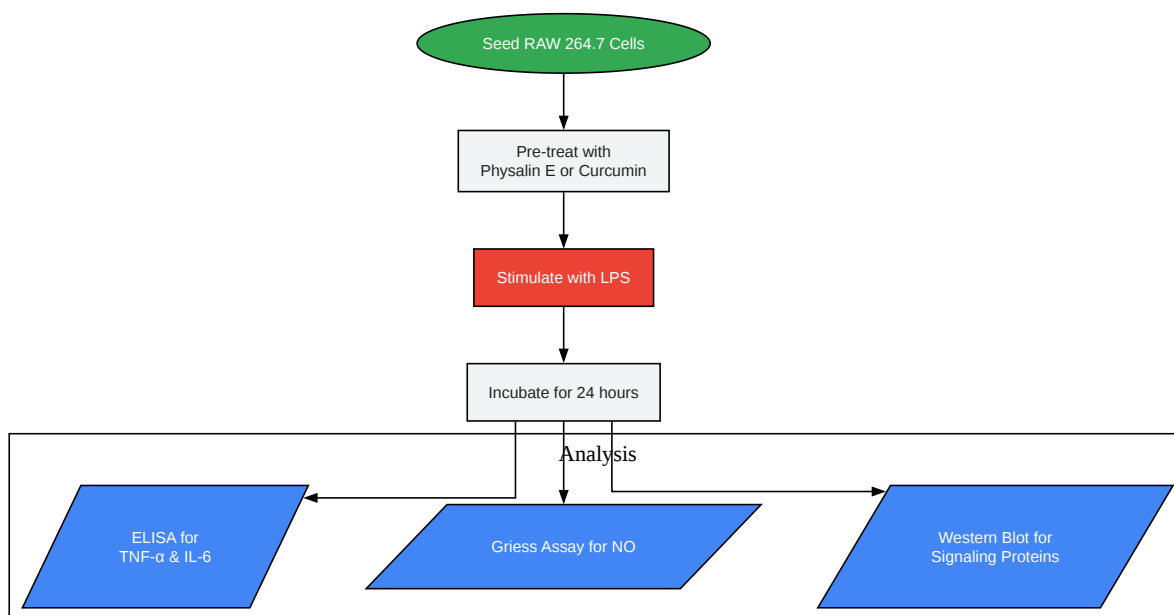 Seed RAW 264.7 Cells
Pre-treat with
Physalin E or Curcumin
Stimulate with LPS
Incubate for 24 hours
Analysis
ELISA for
TNF-α & IL-6
Griess Assay for NO
Western Blot for
Signaling Proteins